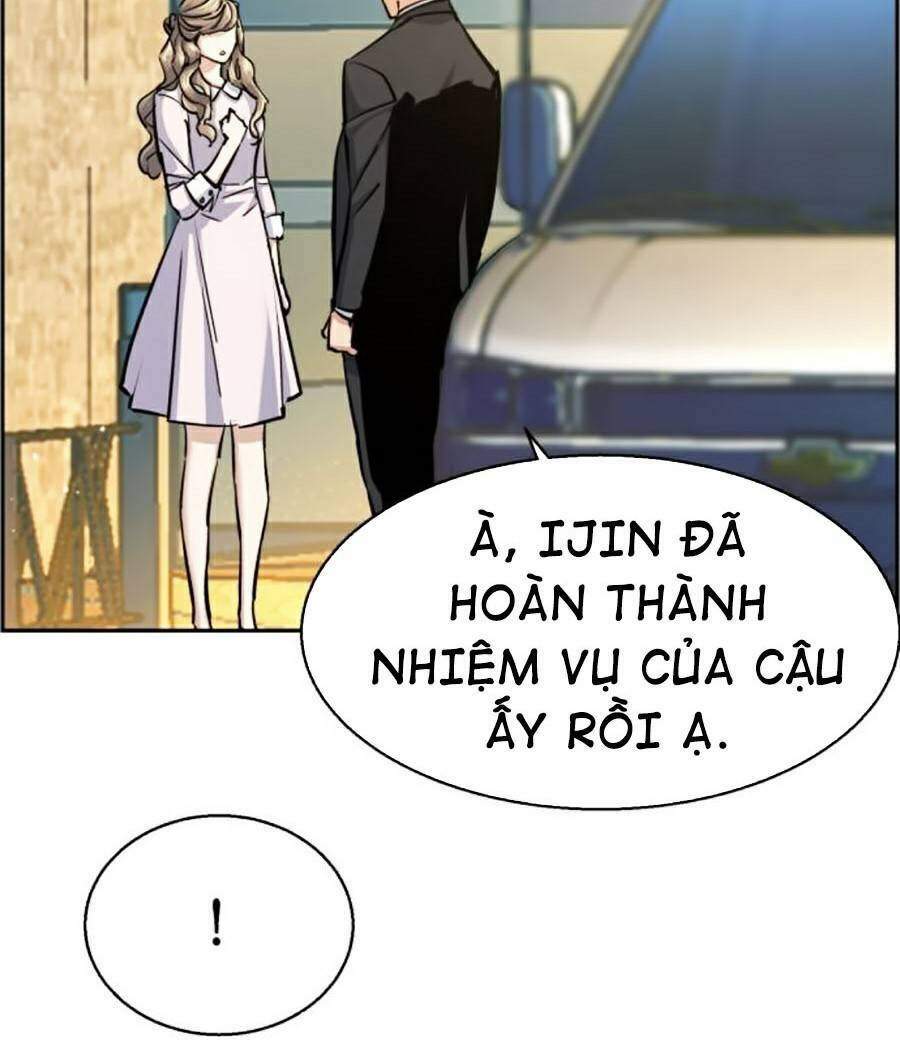 À, IJIN ĐÃ
HOÀN THÀNH
NHIỆM VỤ CỦA CẬU
ẤY RỒI Ạ.
!